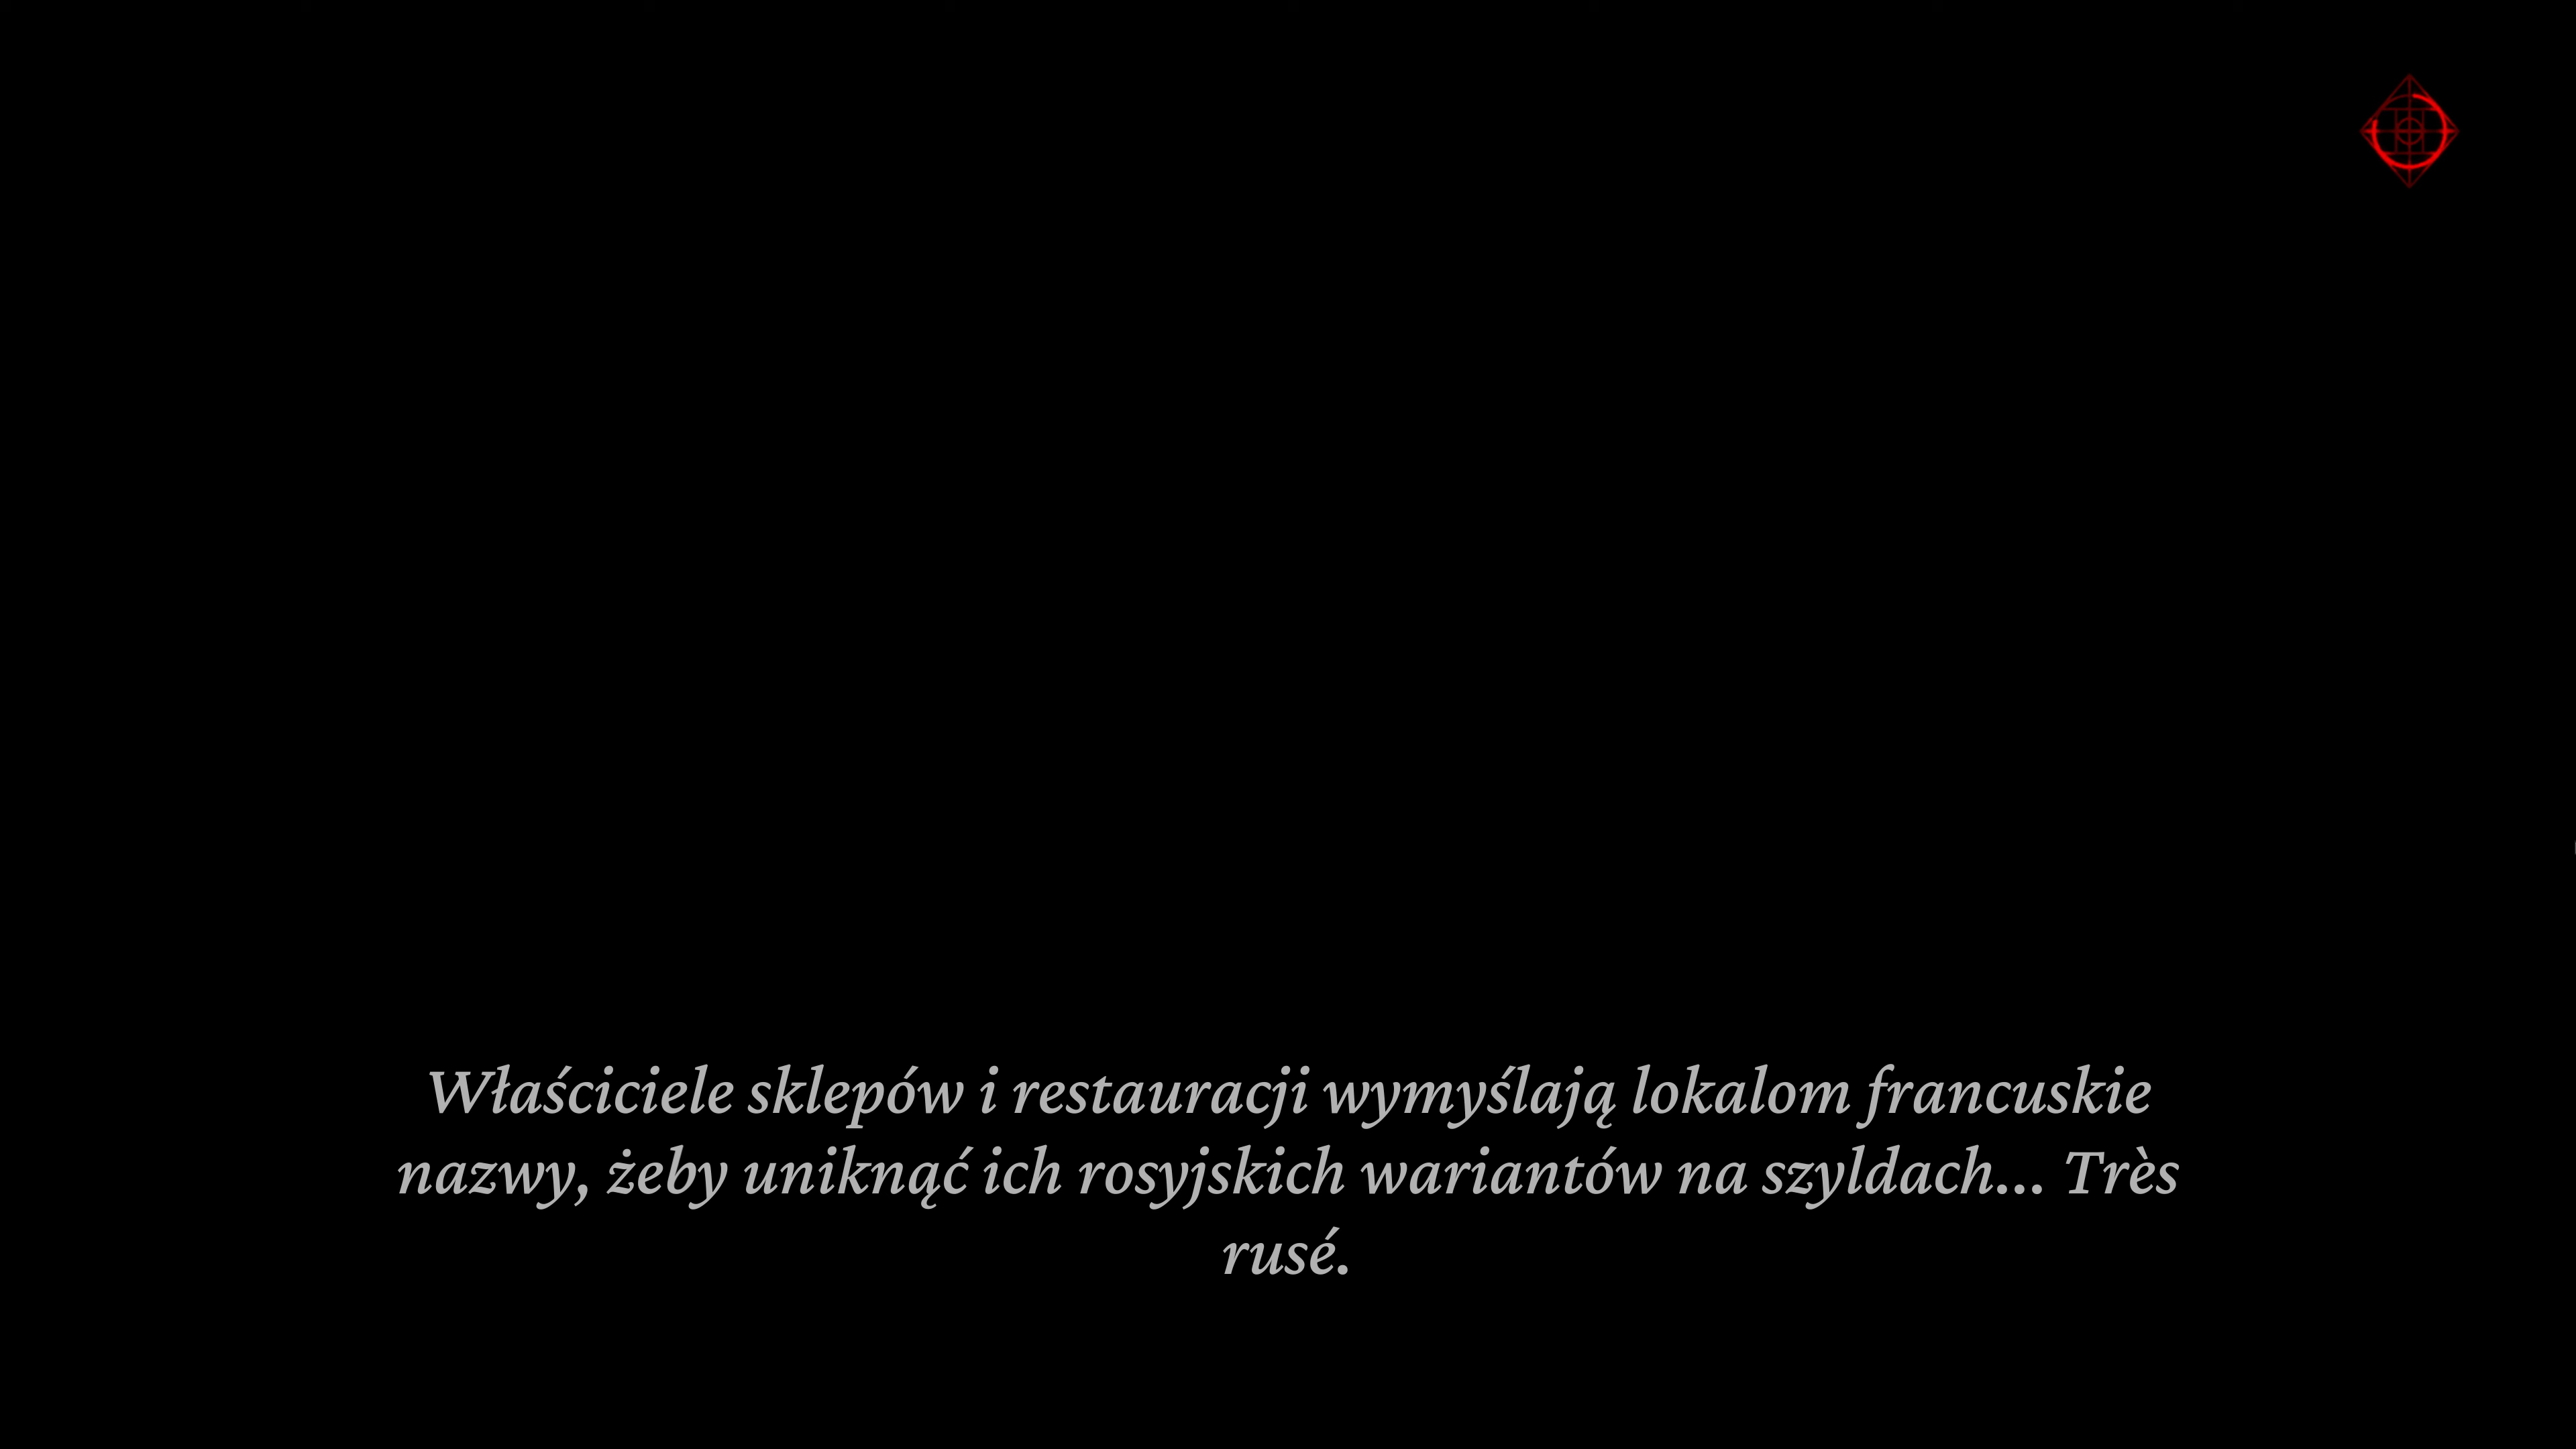 Właściciele sklepów i restauracji wymyślają lokalom francuskie
nazwy, żeby uniknąć ich rosyjskich wariantów na szyldach... Très
rusé.